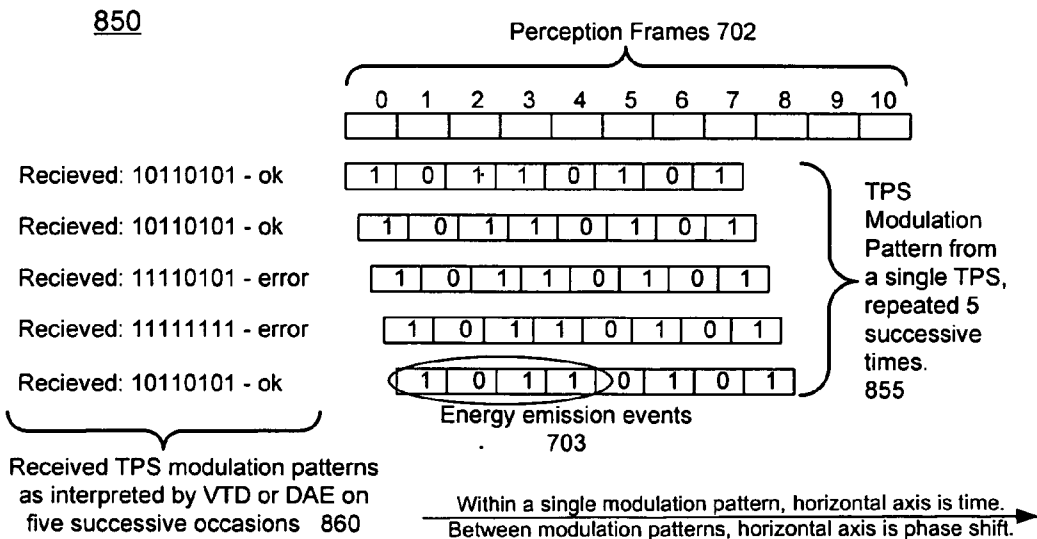 850
Perception Frames 702
0 1 2 3 4 5 6 7 8 9 10
Recieved: 10110101 - ok
1 0 1 1 0 1 0 1
Recieved: 10110101 - ok
1 0 1 1 0 1 0 1
Recieved: 11110101 - error
1 0 1 1 0 1 0 1
Recieved: 11111111 - error
1 0 1 1 0 1 0 1
Recieved: 10110101 - ok
1 0 1 1 0 1 0 1
TPS
Modulation
Pattern from
a single TPS,
repeated 5
successive
times.
855
Energy emission events
703
Received TPS modulation patterns
as interpreted by VTD or DAE on
five successive occasions 860
Within a single modulation pattern, horizontal axis is time.
Between modulation patterns, horizontal axis is phase shift.